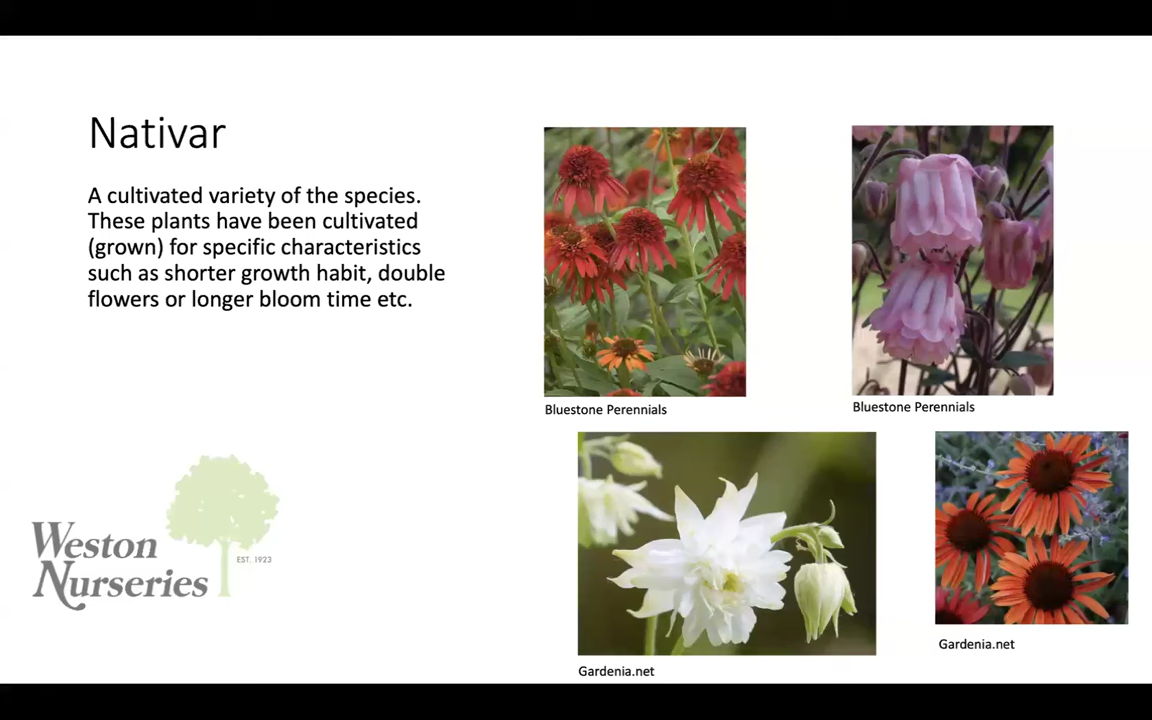 Nativar
A cultivated variety of the species.
These plants have been cultivated
(grown) for specific characteristics
such as shorter growth habit, double
flowers or longer bloom time etc.
Bluestone Perennials
Bluestone Perennials
Weston
Nurseries
EST. 1923
Gardenia.net
Gardenia.net